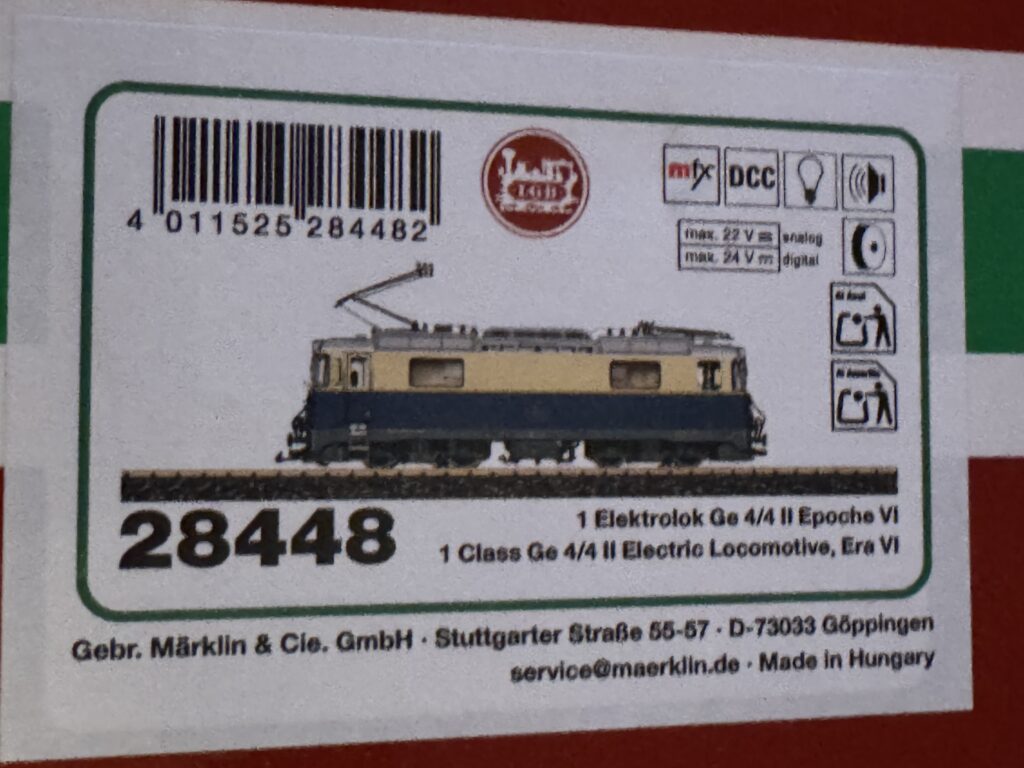 4 011525 284482
LGB
mfx DCC
max. 22 V analog
max. 24 V digital
28448
1 Elektrolok Ge 4/4 II Epoche VI
1 Class Ge 4/4 II Electric Locomotive, Era VI
Gebr. Märklin & Cie. GmbH · Stuttgarter Straße 55-57 · D-73033 Göppingen
service@maerklin.de · Made in Hungary